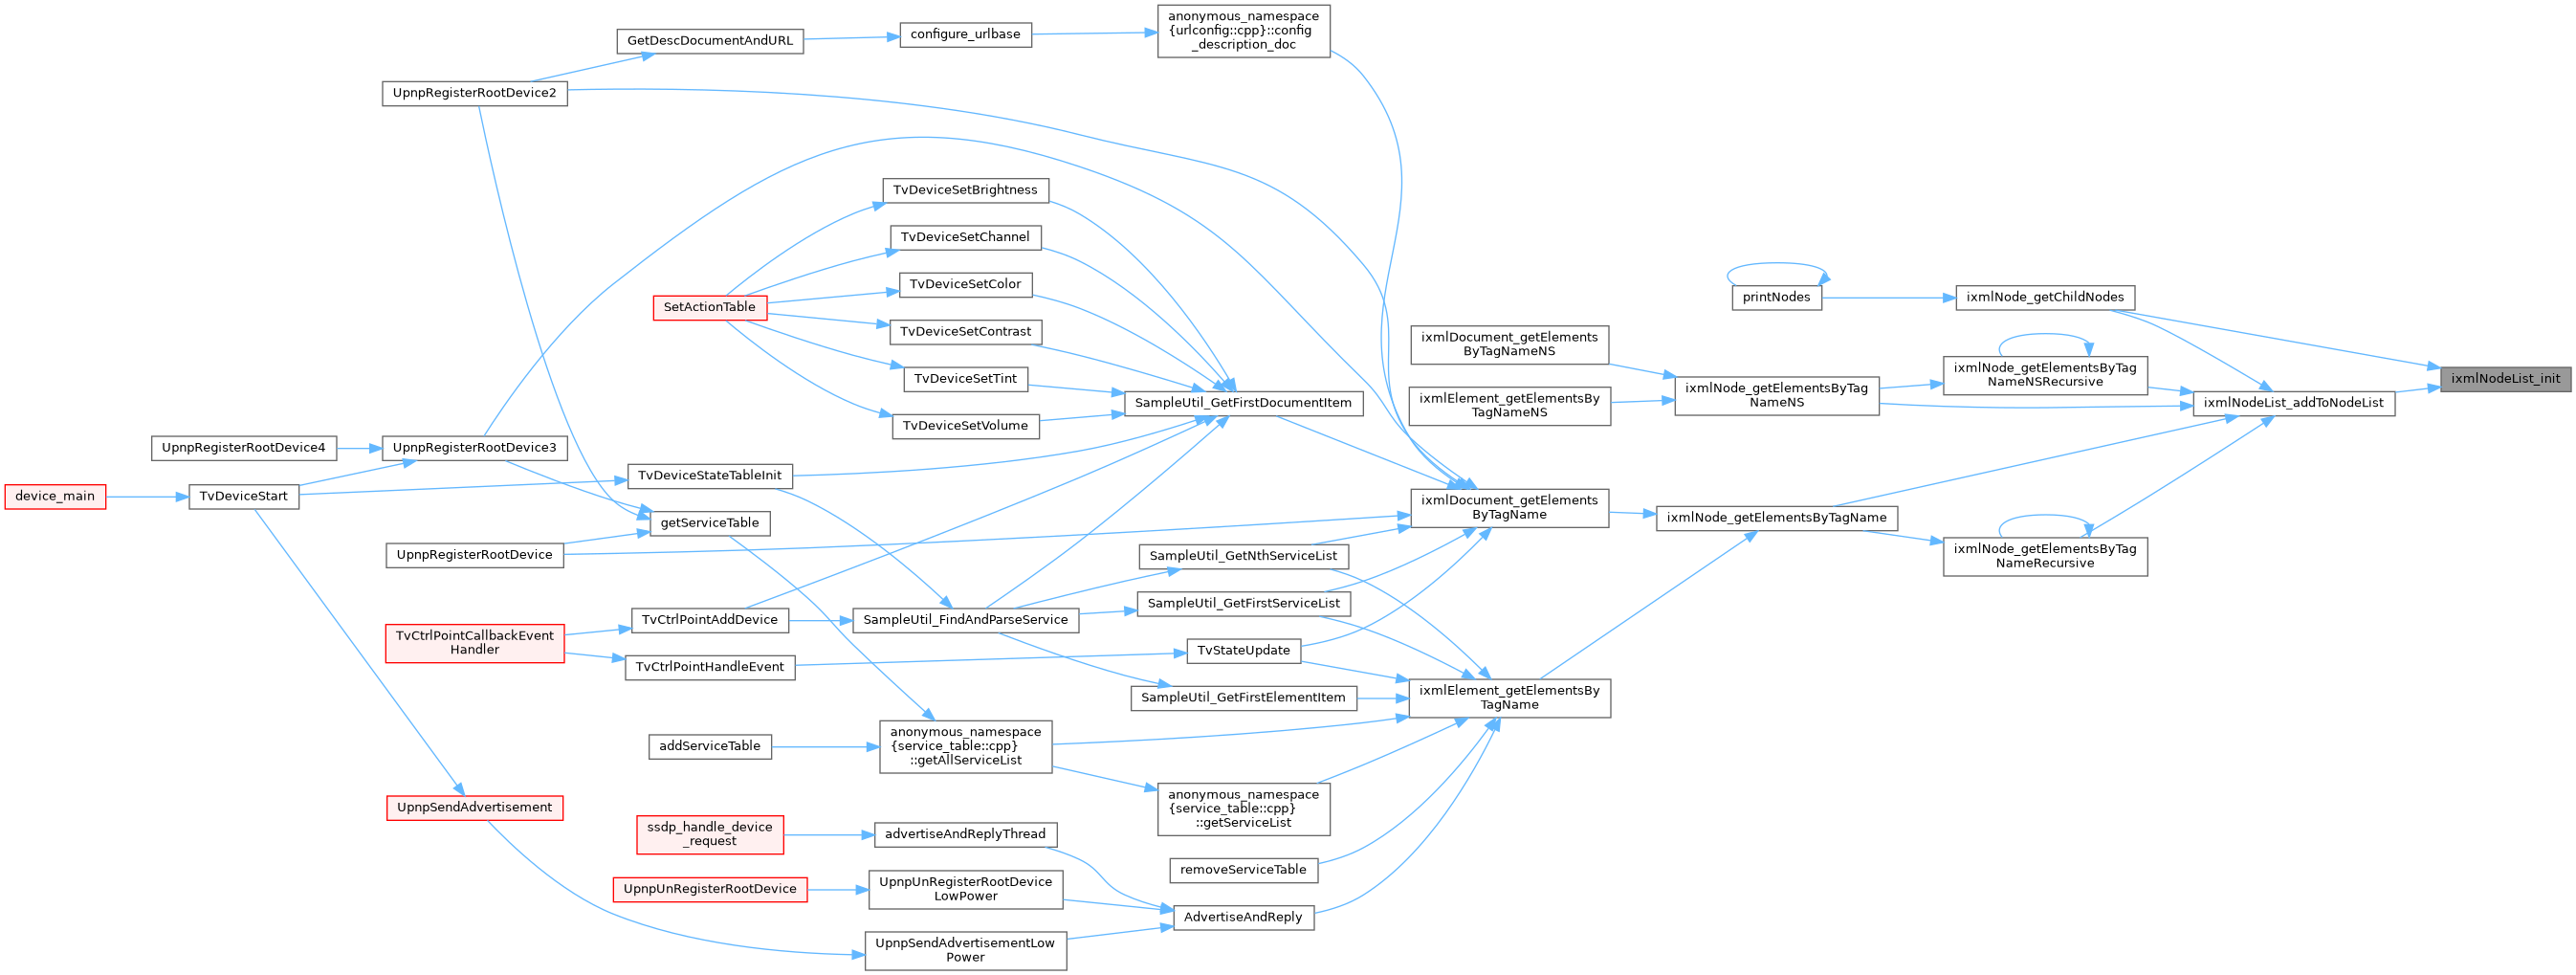 anonymous_namespace
{urlconfig::cpp}::config
_description_doc
configure_urlbase
GetDescDocumentAndURL
UpnpRegisterRootDevice2
TvDeviceSetBrightness
TvDeviceSetChannel
TvDeviceSetColor
SetActionTable
TvDeviceSetContrast
TvDeviceSetTint
TvDeviceSetVolume
SampleUtil_GetFirstDocumentItem
printNodes
ixmlNode_getChildNodes
ixmlDocument_getElements
ByTagNameNS
ixmlElement_getElementsBy
TagNameNS
ixmlNode_getElementsByTag
NameNS
ixmlNode_getElementsByTag
NameNSRecursive
ixmlNodeList_init
ixmlNodeList_addToNodeList
UpnpRegisterRootDevice4
UpnpRegisterRootDevice3
TvDeviceStateTableInit
device_main
TvDeviceStart
getServiceTable
UpnpRegisterRootDevice
ixmlDocument_getElements
ByTagName
ixmlNode_getElementsByTagName
ixmlNode_getElementsByTag
NameRecursive
SampleUtil_GetNthServiceList
SampleUtil_GetFirstServiceList
SampleUtil_FindAndParseService
TvCtrlPointAddDevice
TvCtrlPointCallbackEvent
Handler
TvCtrlPointHandleEvent
TvStateUpdate
SampleUtil_GetFirstElementItem
ixmlElement_getElementsBy
TagName
anonymous_namespace
{service_table::cpp}
::getAllServiceList
addServiceTable
anonymous_namespace
{service_table::cpp}
::getServiceList
UpnpSendAdvertisement
ssdp_handle_device
_request
advertiseAndReplyThread
removeServiceTable
UpnpUnRegisterRootDevice
UpnpUnRegisterRootDevice
LowPower
AdvertiseAndReply
UpnpSendAdvertisementLow
Power